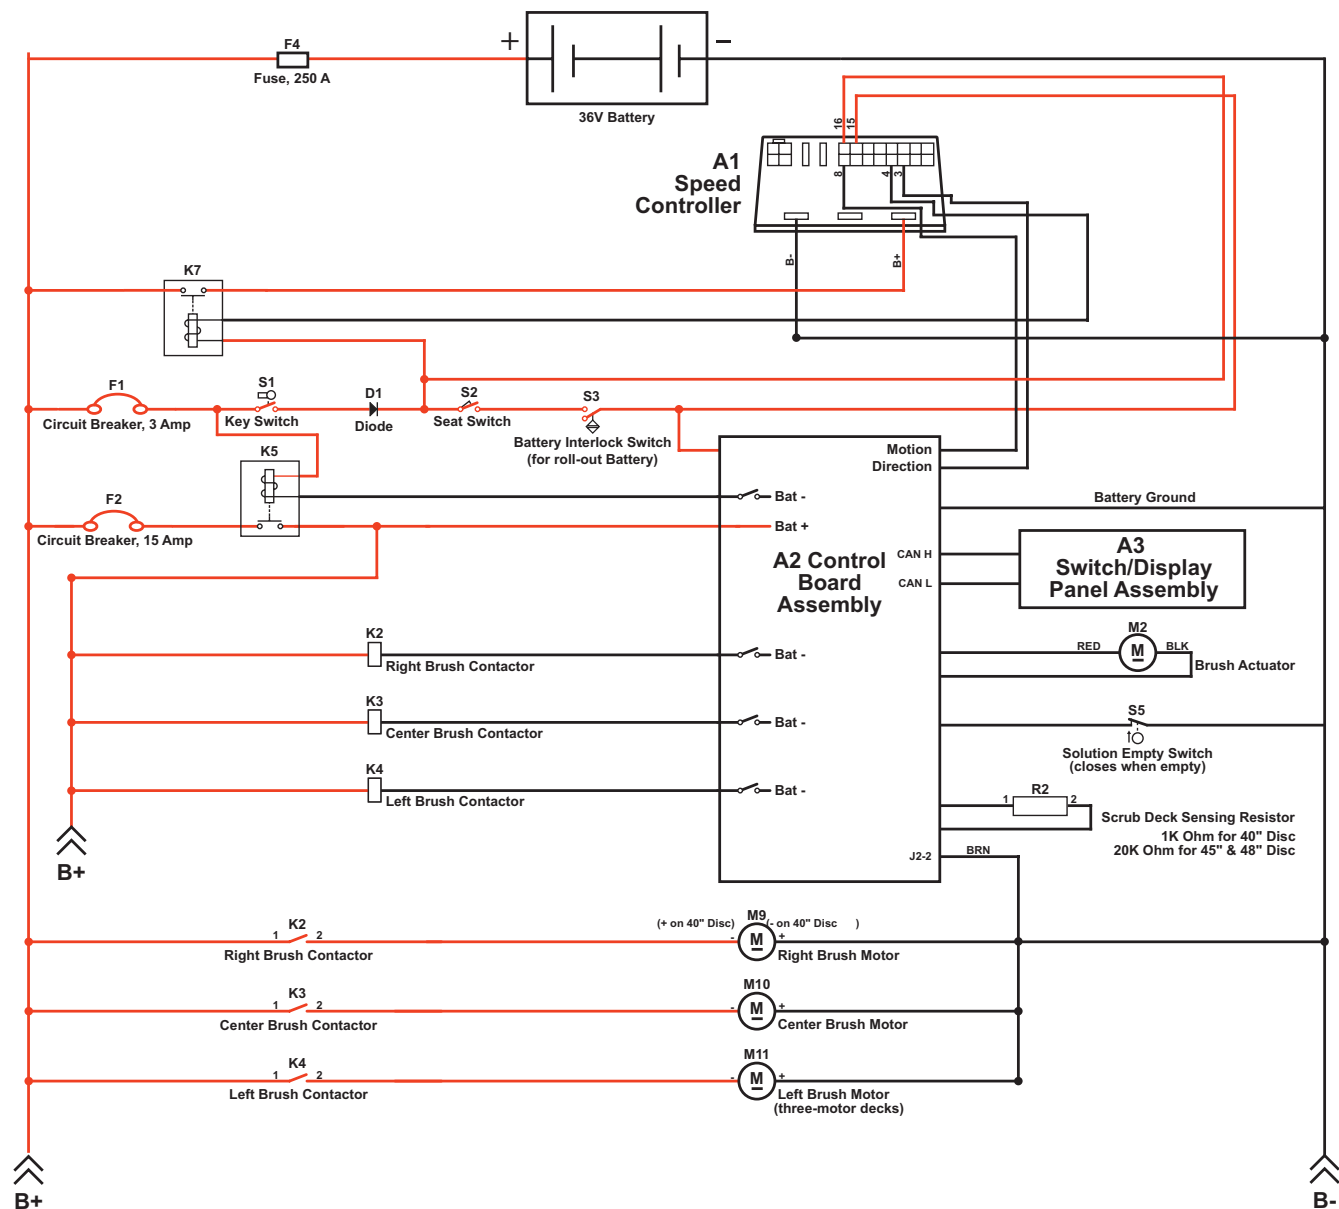 F4
Fuse, 250 A
+
−
36V Battery
16
15
A1
Speed
Controller
8
4
3
B-
B+
K7
F1
Circuit Breaker, 3 Amp
S1
Key Switch
D1
Diode
S2
Seat Switch
S3
Battery Interlock Switch
(for roll-out Battery)
Motion
Direction
K5
F2
Circuit Breaker, 15 Amp
Bat -
Bat +
Battery Ground
A2 Control
Board
Assembly
CAN H
CAN L
A3
Switch/Display
Panel Assembly
K2
Right Brush Contactor
Bat -
M2
RED
M
BLK
Brush Actuator
K3
Center Brush Contactor
Bat -
S5
Solution Empty Switch
(closes when empty)
K4
Left Brush Contactor
Bat -
R2
1
2
Scrub Deck Sensing Resistor
1K Ohm for 40" Disc
20K Ohm for 45" & 48" Disc
J2-2
BRN
B+
K2
1
2
Right Brush Contactor
(+ on 40" Disc)
M9
(- on 40" Disc )
-
M
+
Right Brush Motor
K3
1
2
Center Brush Contactor
M10
-
M
+
Center Brush Motor
K4
1
2
Left Brush Contactor
M11
-
M
+
Left Brush Motor
(three-motor decks)
B+
B-